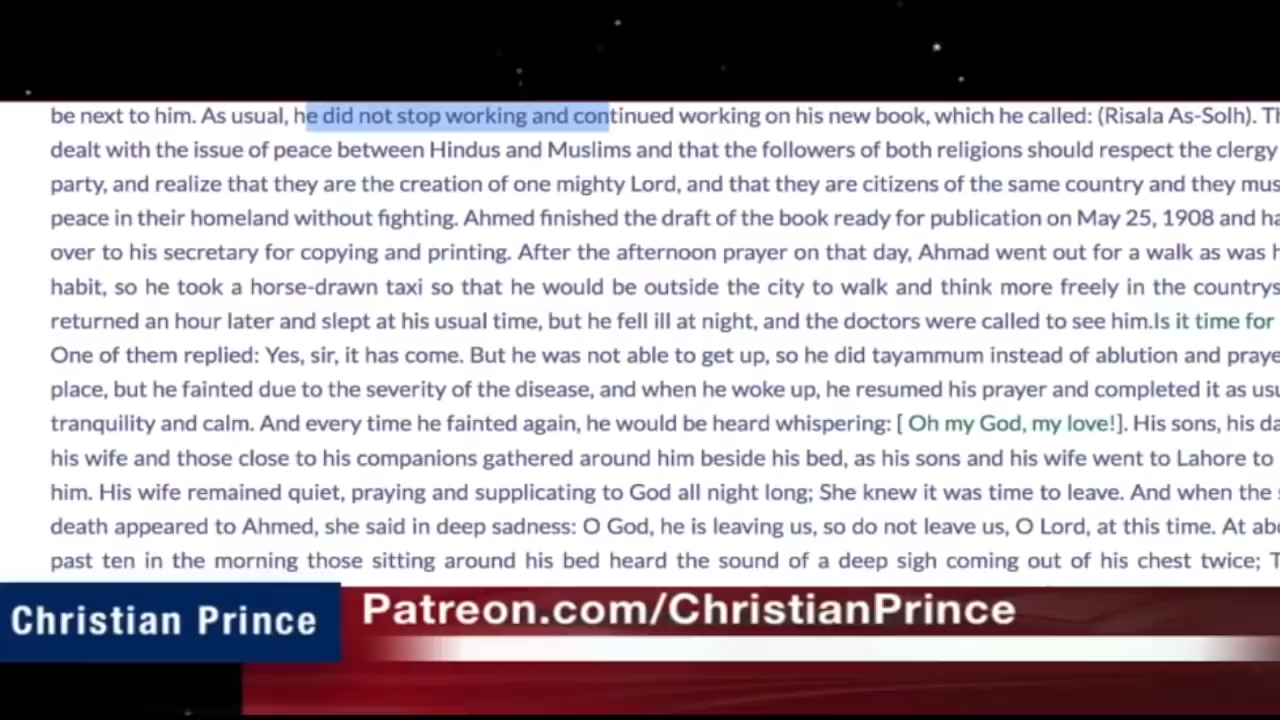 be next to him. As usual, he did not stop working and continued working on his new book, which he called: (Risala As-Solh).
dealt with the issue of peace between Hindus and Muslims and that the followers of both religions should respect the clergy
party, and realize that they are the creation of one mighty Lord, and that they are citizens of the same country and they
peace in their homeland without fighting. Ahmed finished the draft of the book ready for publication on May 25, 1908 and
over to his secretary for copying and printing. After the afternoon prayer on that day, Ahmad went out for a walk as was
habit, so he took a horse-drawn taxi so that he would be outside the city to walk and think more freely in the
returned an hour later and slept at his usual time, but he fell ill at night, and the doctors were called to see him.Is it time for
One of them replied: Yes, sir, it has come. But he was not able to get up, so he did tayammum instead of ablution and
place, but he fainted due to the severity of the disease, and when he woke up, he resumed his prayer and completed it as
tranquility and calm. And every time he fainted again, he would be heard whispering: [ Oh my God, my love!]. His sons, his
his wife and those close to his companions gathered around him beside his bed, as his sons and his wife went to Lahore to
him. His wife remained quiet, praying and supplicating to God all night long; She knew it was time to leave. And when the
death appeared to Ahmed, she said in deep sadness: O God, he is leaving us, so do not leave us, O Lord, at this time. At
past ten in the morning those sitting around his bed heard the sound of a deep sigh coming out of his chest twice;
Christian Prince
Patreon.com/ChristianPrince